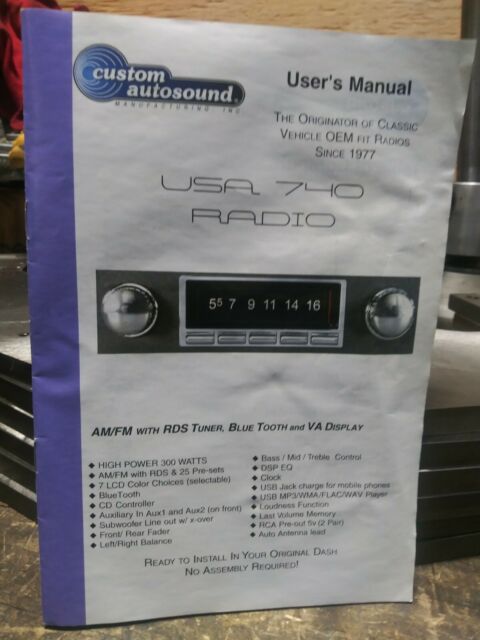 custom
autosound
MANUFACTURING, INC
User's Manual
THE ORIGINATOR OF CLASSIC
VEHICLE OEM FIT RADIOS
SINCE 1977
USA 740
RADIO
5⁵ 7 9 11 14 16
AM/FM WITH RDS TUNER, BLUE TOOTH AND VA DISPLAY
◆ HIGH POWER 300 WATTS
◆ AM/FM with RDS & 25 Pre-sets
◆ 7 LCD Color Choices (selectable)
◆ BlueTooth
◆ CD Controller
◆ Auxiliary In Aux1 and Aux2 (on front)
◆ Subwoofer Line out w/ x-over
◆ Front/ Rear Fader
◆ Left/Right Balance
◆ Bass / Mid / Treble Control
◆ DSP EQ
◆ Clock
◆ USB Jack charge for mobile phones
◆ USB MP3/WMA/FLAC/WAV Player
◆ Loudness Function
◆ Last Volume Memory
◆ RCA Pre-out 5v (2 Pair)
◆ Auto Antenna lead
READY TO INSTALL IN YOUR ORIGINAL DASH
NO ASSEMBLY REQUIRED!